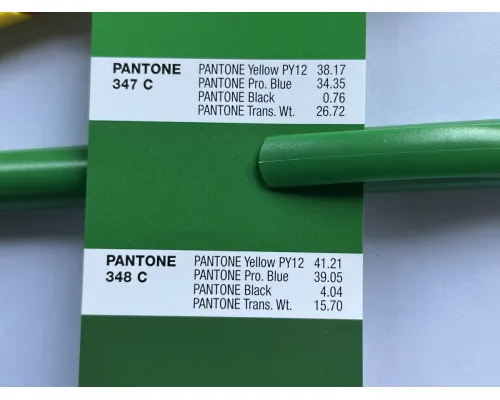 PANTONE
347 C
PANTONE Yellow PY12 38.17
PANTONE Pro. Blue 34.35
PANTONE Black 0.76
PANTONE Trans. Wt. 26.72
PANTONE
348 C
PANTONE Yellow PY12 41.21
PANTONE Pro. Blue 39.05
PANTONE Black 4.04
PANTONE Trans. Wt. 15.70